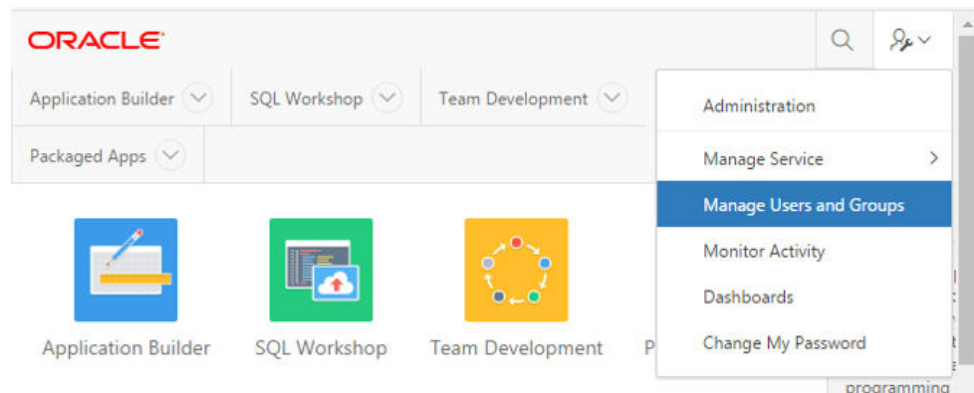 ORACLE
Application Builder
SQL Workshop
Team Development
Packaged Apps
Administration
Manage Service
Manage Users and Groups
Monitor Activity
Dashboards
Change My Password
Application Builder
SQL Workshop
Team Development
P
programming